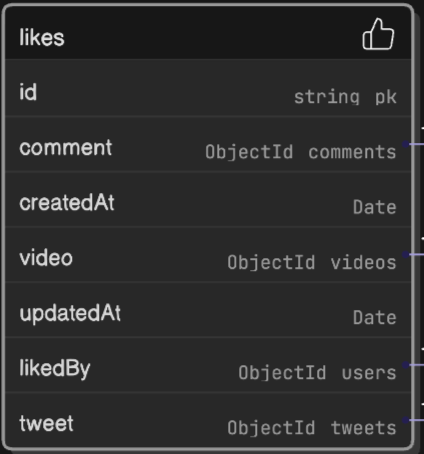 likes
id string pk
comment ObjectId comments
createdAt Date
video ObjectId videos
updatedAt Date
likedBy ObjectId users
tweet ObjectId tweets